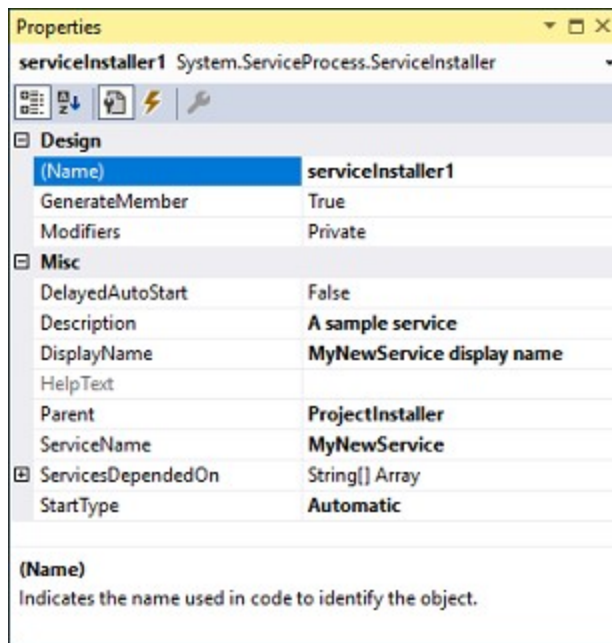 Properties
serviceInstaller1 System.ServiceProcess.ServiceInstaller
Design
(Name) serviceInstaller1
GenerateMember True
Modifiers Private
Misc
DelayedAutoStart False
Description A sample service
DisplayName MyNewService display name
HelpText
Parent ProjectInstaller
ServiceName MyNewService
ServicesDependedOn String[] Array
StartType Automatic
(Name)
Indicates the name used in code to identify the object.